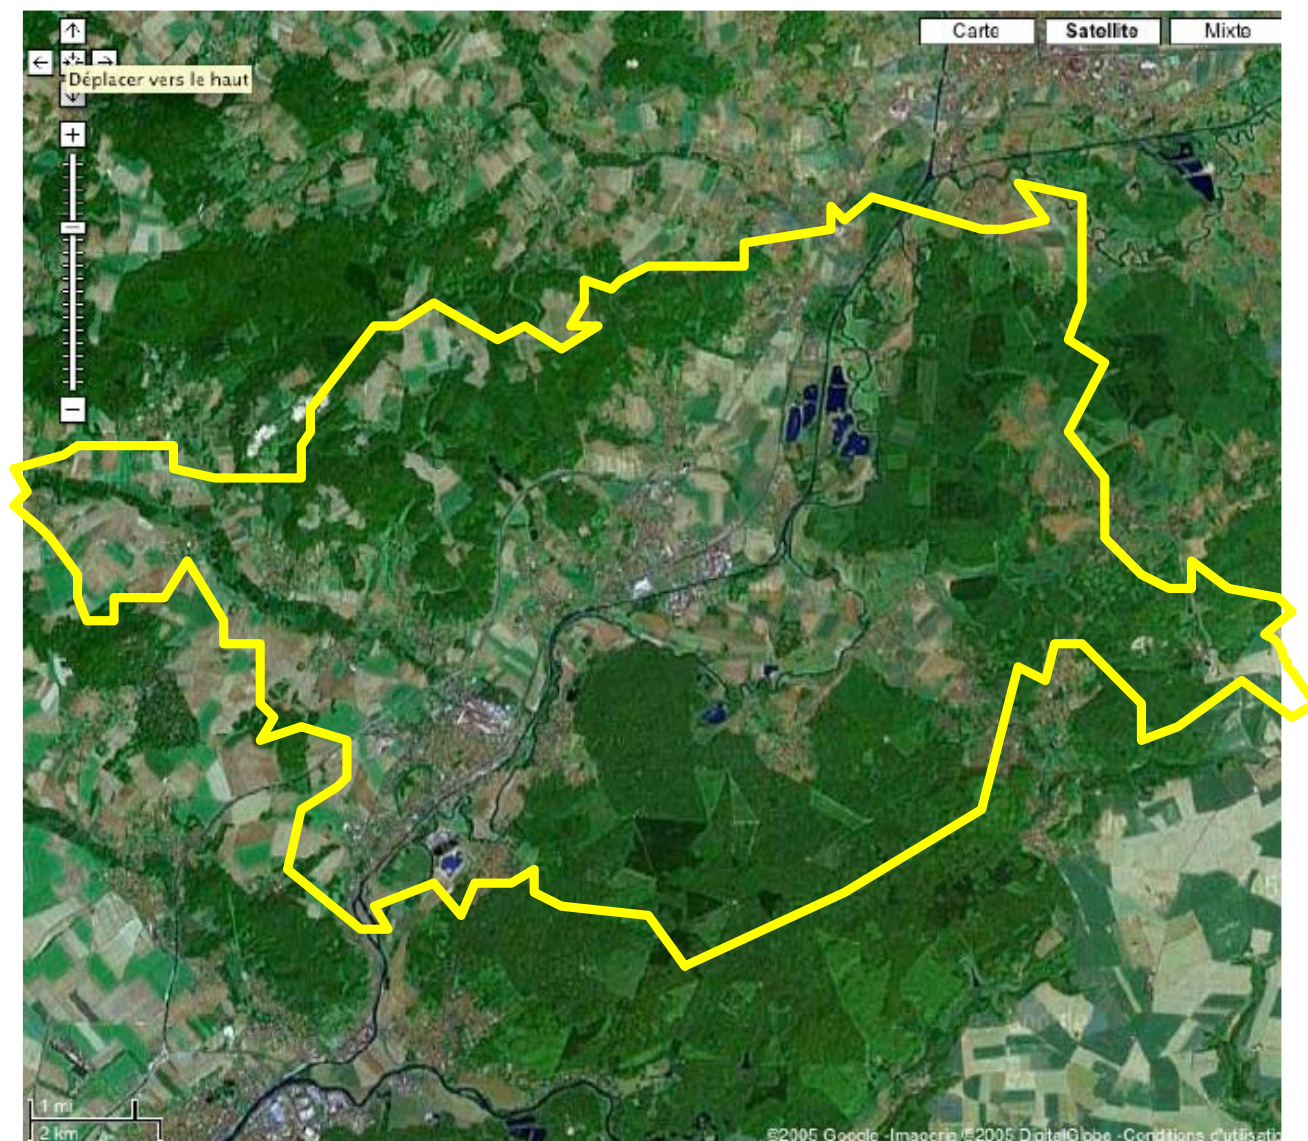 Carte
Satellite
Mixte
Déplacer vers le haut
1 mi
2 km
©2005 Google - Imagerie ©2005 DigitalGlobe - Conditions d'utilisatio